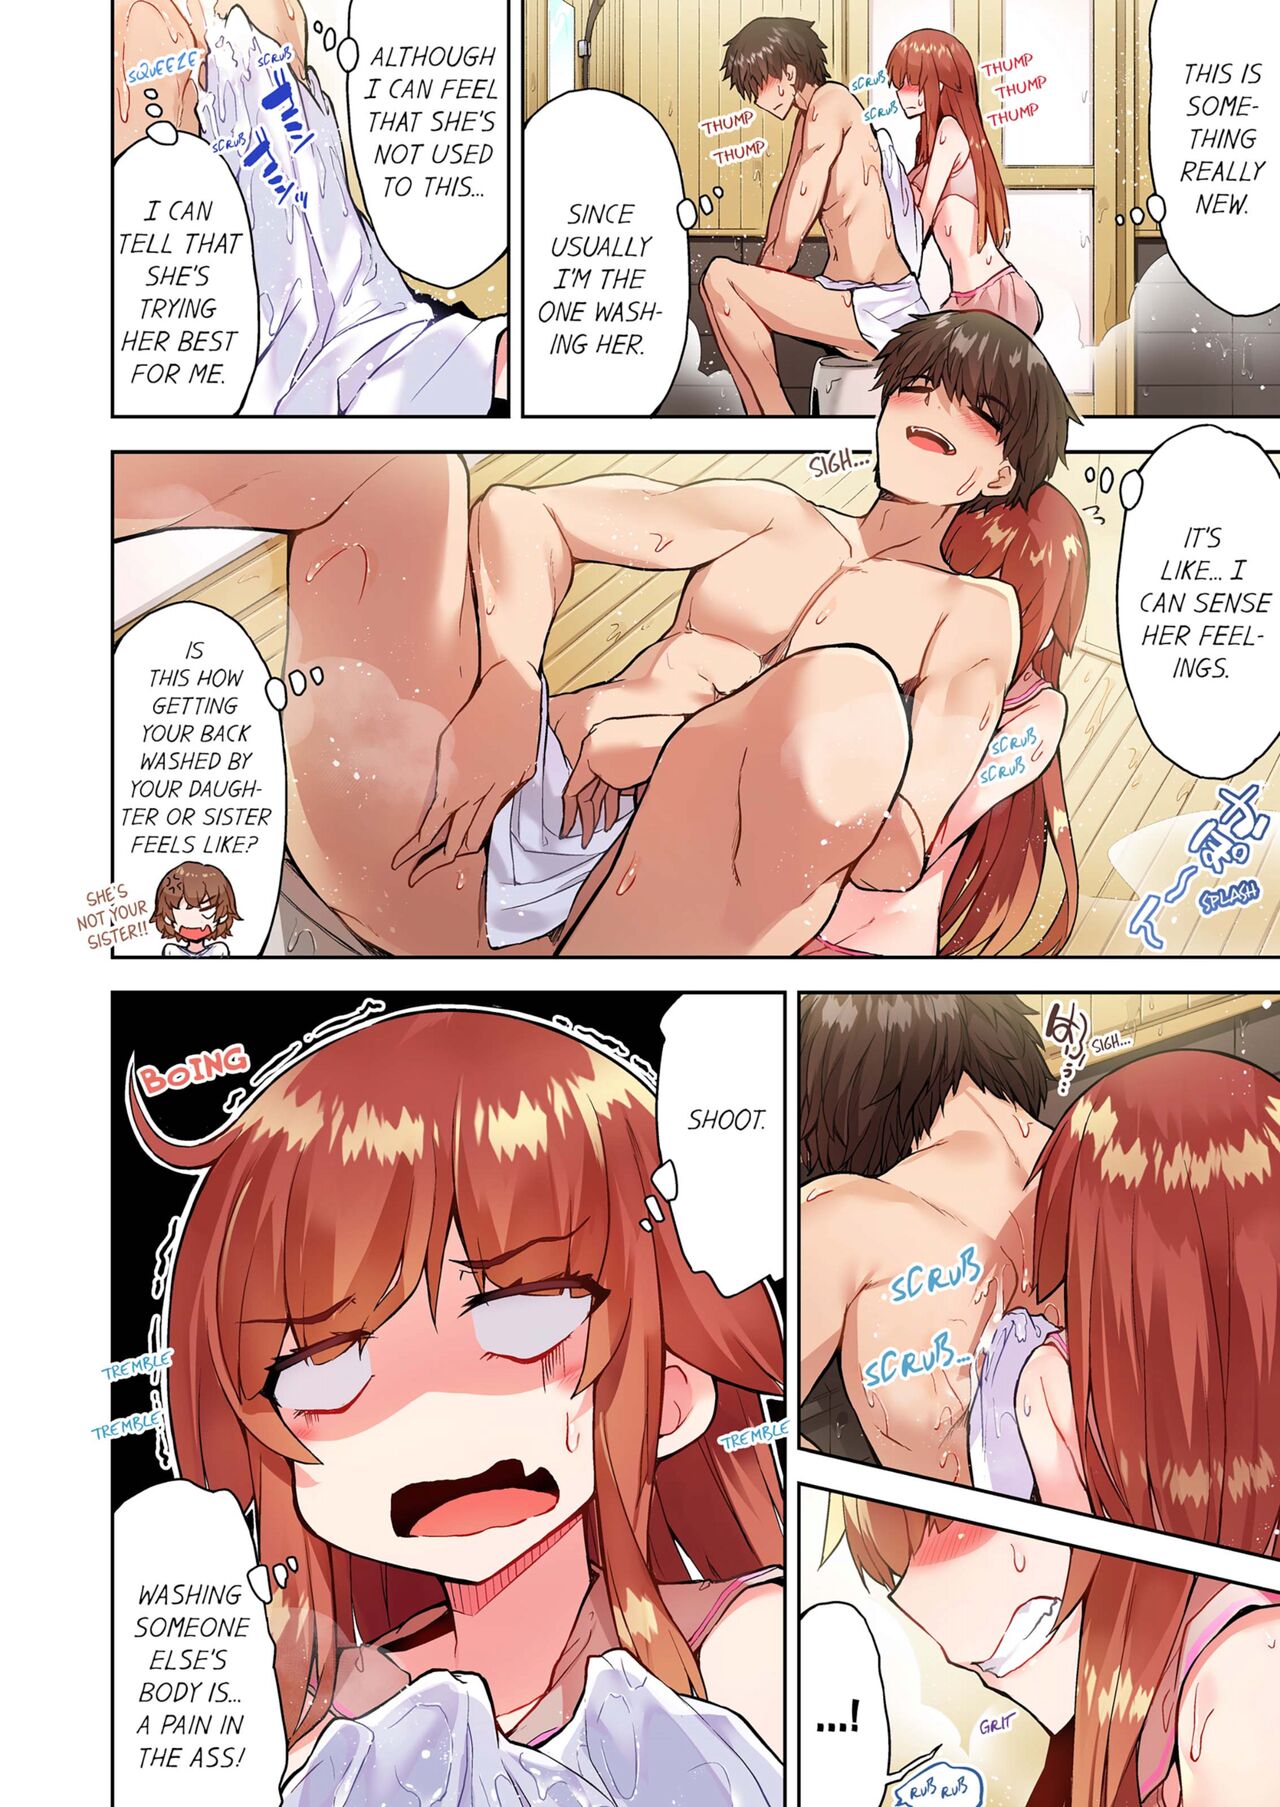 THIS IS
SOME-
THING
REALLY
NEW.
THUMP
THUMP
THUMP
SCRUB
SCRUB
THUMP
THUMP
SINCE
USUALLY
I'M THE
ONE WASH-
ING HER.
ALTHOUGH
I CAN FEEL
THAT SHE'S
NOT USED
TO THIS...
SCRUB
SQUEEZE
SCRUB
I CAN
TELL THAT
SHE'S
TRYING
HER BEST
FOR ME.
SIGH...
IT'S
LIKE... I
CAN SENSE
HER FEEL-
INGS.
SCRUB
SCRUB
SPLASH
IS
THIS HOW
GETTING
YOUR BACK
WASHED BY
YOUR DAUGH-
TER OR SISTER
FEELS LIKE?
SHE'S
NOT YOUR
SISTER!!
SIGH...
SCRUB
SCRUB...
...!
GRIT
RUB RUB
SHOOT.
BOING
TREMBLE
TREMBLE
TREMBLE
WASHING
SOMEONE
ELSE'S
BODY IS...
A PAIN IN
THE ASS!